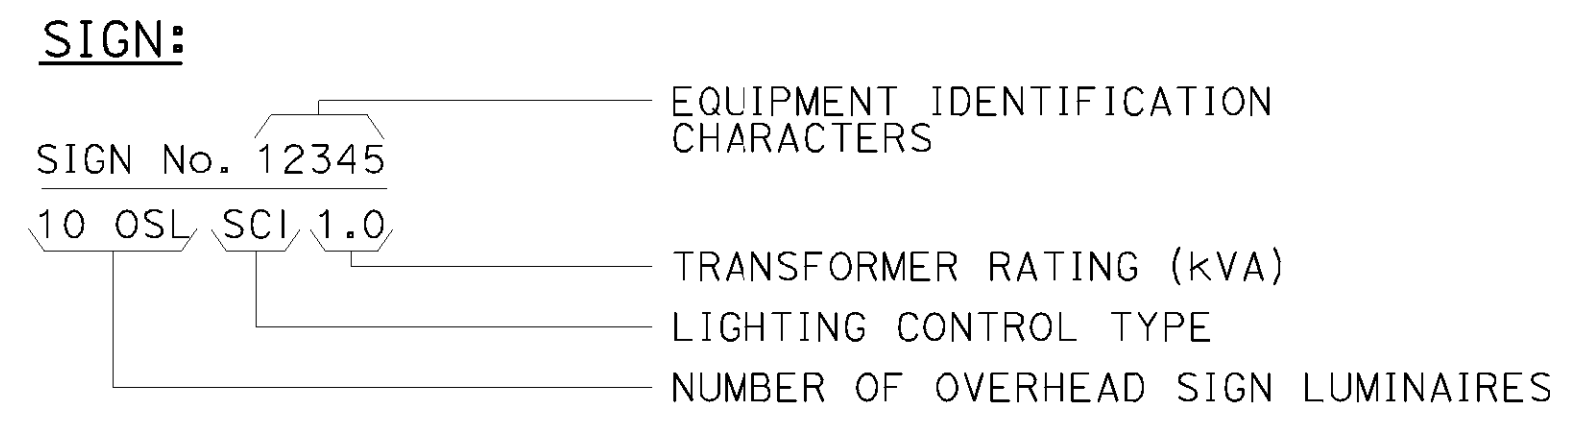 SIGN:
EQUIPMENT IDENTIFICATION
CHARACTERS
SIGN No. 12345
10 OSL SCI 1.0
TRANSFORMER RATING (kVA)
LIGHTING CONTROL TYPE
NUMBER OF OVERHEAD SIGN LUMINAIRES